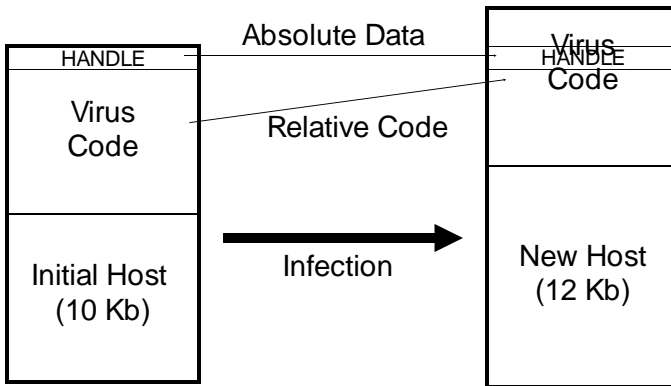 Absolute Data
HANDLE
Virus
Code
Relative Code
Initial Host
(10 Kb)
Infection
Virus
HANDLE
Code
New Host
(12 Kb)